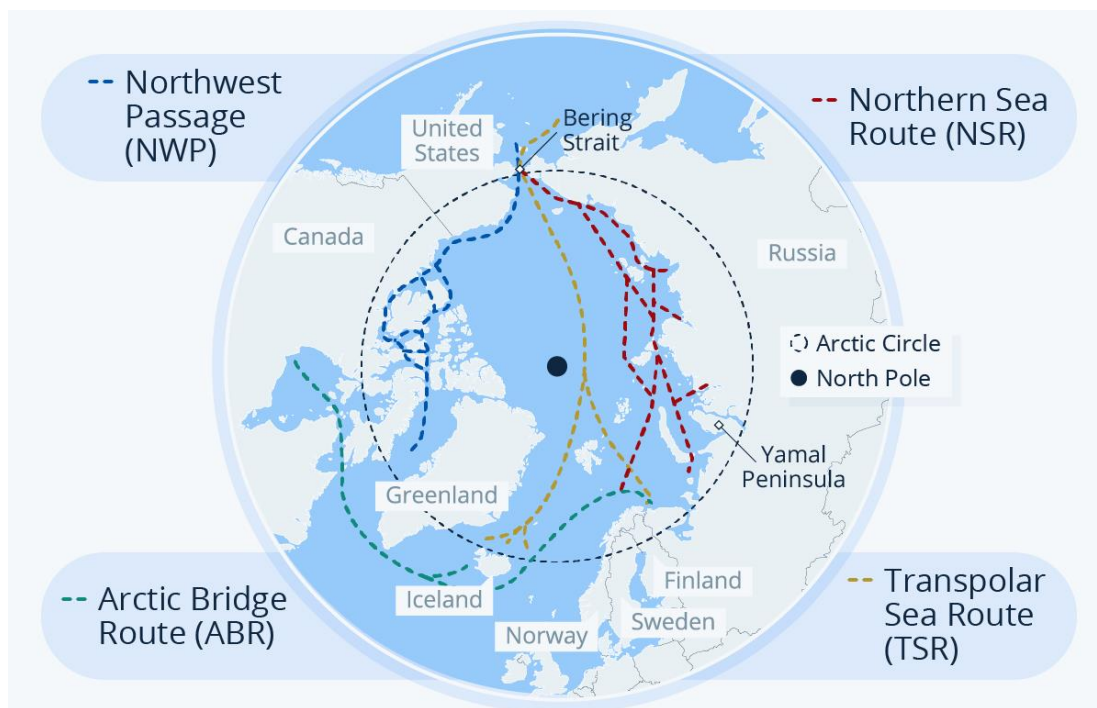 Northwest
Passage
(NWP)
Northern Sea
Route (NSR)
Bering
Strait
United
States
Canada
Russia
Arctic Circle
North Pole
Yamal
Peninsula
Greenland
Iceland
Finland
Sweden
Norway
Arctic Bridge
Route (ABR)
Transpolar
Sea Route
(TSR)